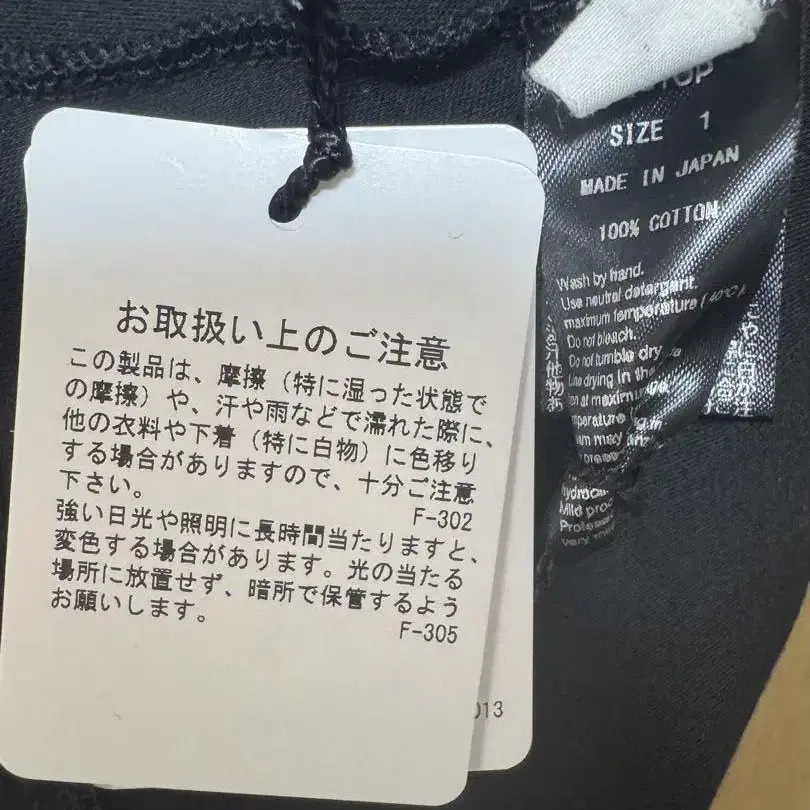 お取扱い上のご注意
この製品は、摩擦（特に湿った状態で
の摩擦）や、汗や雨などで濡れた際に、
他の衣料や下着（特に白物）に色移り
する場合がありますので、十分ご注意
下さい。
F-302
強い日光や照明に長時間当たりますと、
変色する場合があります。光の当たる
場所に放置せず、暗所で保管するよう
お願いします。
F-305
013
SIZE 1
MADE IN JAPAN
100% COTTON
Wash by hand.
Use neutral detergent.
maximum temperature (40℃).
Do not bleach.
Do not tumble dry
drying in the
at maximum
may